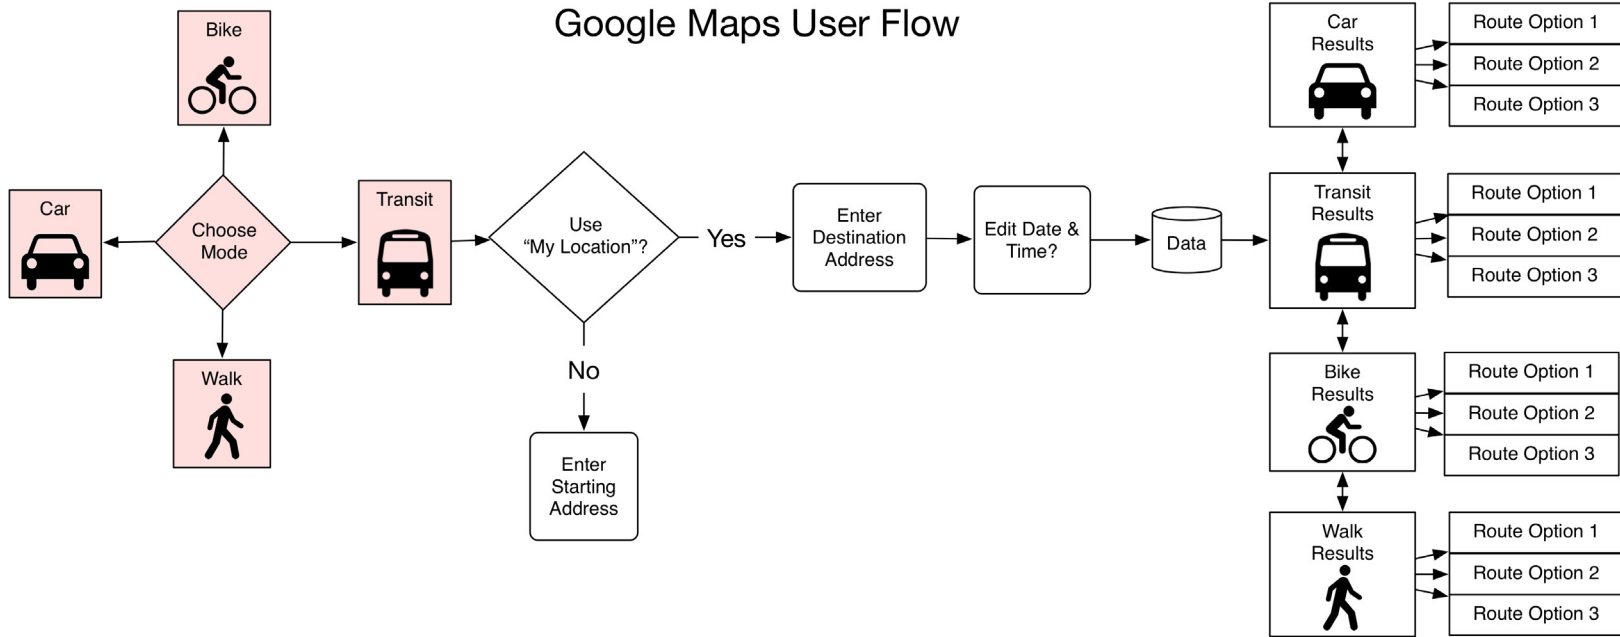 Google Maps User Flow
Bike
Car
Choose
Mode
Transit
Walk
Use
“My Location”?
Yes
No
Enter
Starting
Address
Enter
Destination
Address
Edit Date &
Time?
Data
Car
Results
Route Option 1
Route Option 2
Route Option 3
Transit
Results
Route Option 1
Route Option 2
Route Option 3
Bike
Results
Route Option 1
Route Option 2
Route Option 3
Walk
Results
Route Option 1
Route Option 2
Route Option 3